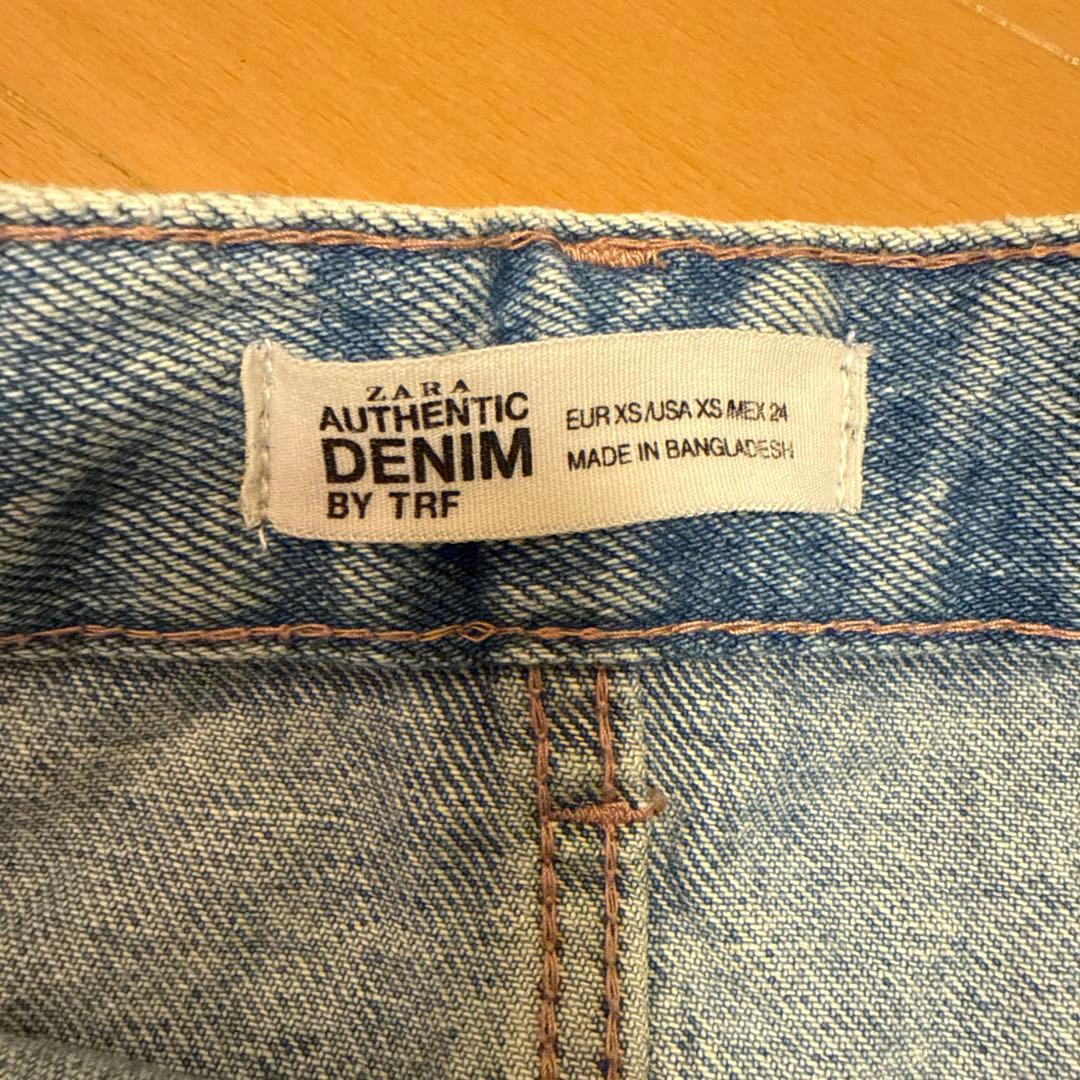 ZARA
AUTHENTIC
DENIM
BY TRF
EUR XS/USA XS/MEX 24
MADE IN BANGLADESH